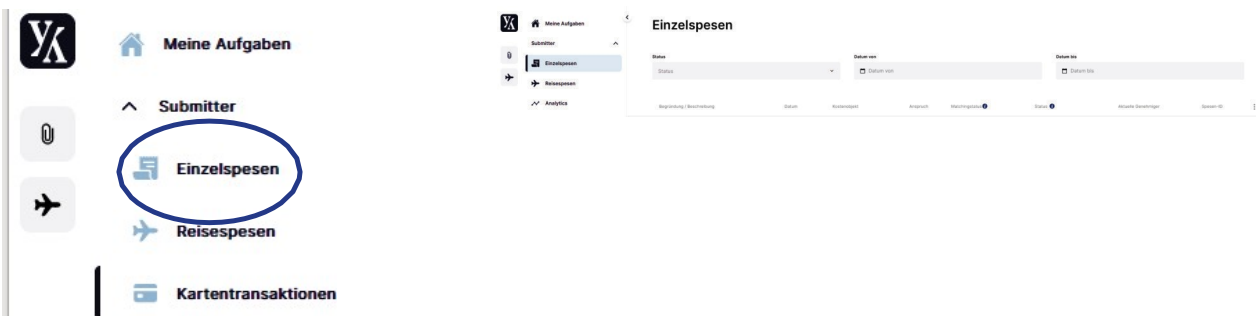 Meine Aufgaben
Submitter
Einzelspesen
Reisespesen
Kartentransaktionen
Meine Aufgaben
Submitter
Einzelspesen
Reisespesen
Analytics
Einzelspesen
Status
Status
Datum von
Datum von
Datum bis
Datum bis
Begründung / Beschreibung Datum Kostenobjekt Anspruch Matchingstatus Status Aktuelle Genehmiger Spesen-ID